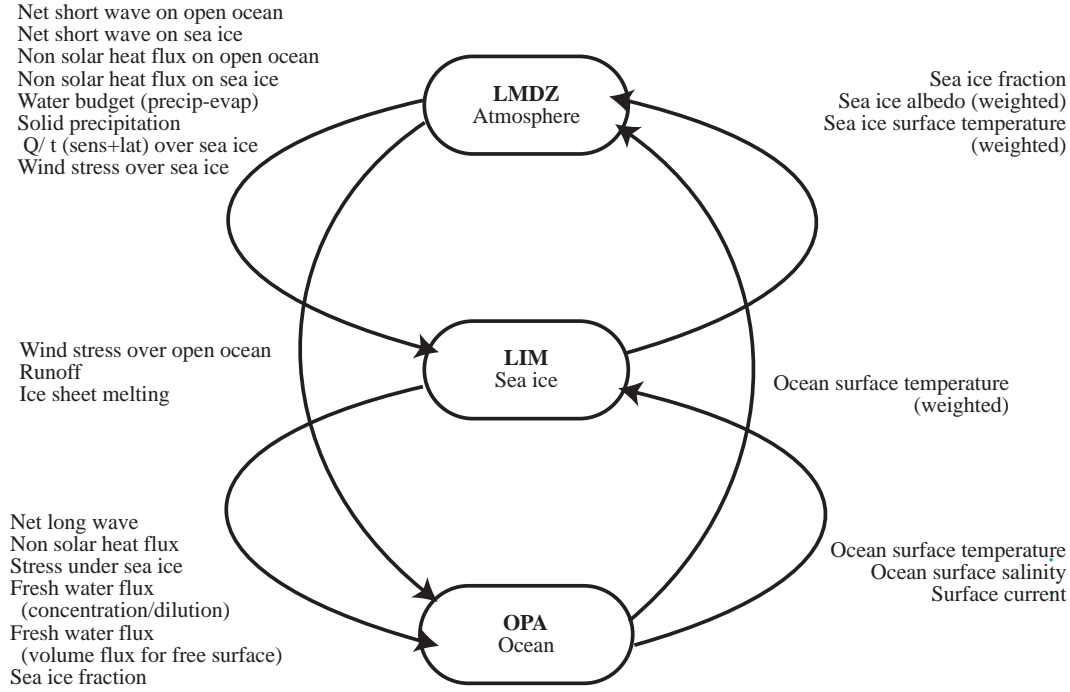 Net short wave on open ocean
Net short wave on sea ice
Non solar heat flux on open ocean
Non solar heat flux on sea ice
Water budget (precip-evap)
Solid precipitation
Q/ t (sens+lat) over sea ice
Wind stress over sea ice
LMDZ
Atmosphere
Sea ice fraction
Sea ice albedo (weighted)
Sea ice surface temperature
(weighted)
Wind stress over open ocean
Runoff
Ice sheet melting
LIM
Sea ice
Ocean surface temperature
(weighted)
Net long wave
Non solar heat flux
Stress under sea ice
Fresh water flux
(concentration/dilution)
Fresh water flux
(volume flux for free surface)
Sea ice fraction
OPA
Ocean
Ocean surface temperature
Ocean surface salinity
Surface current